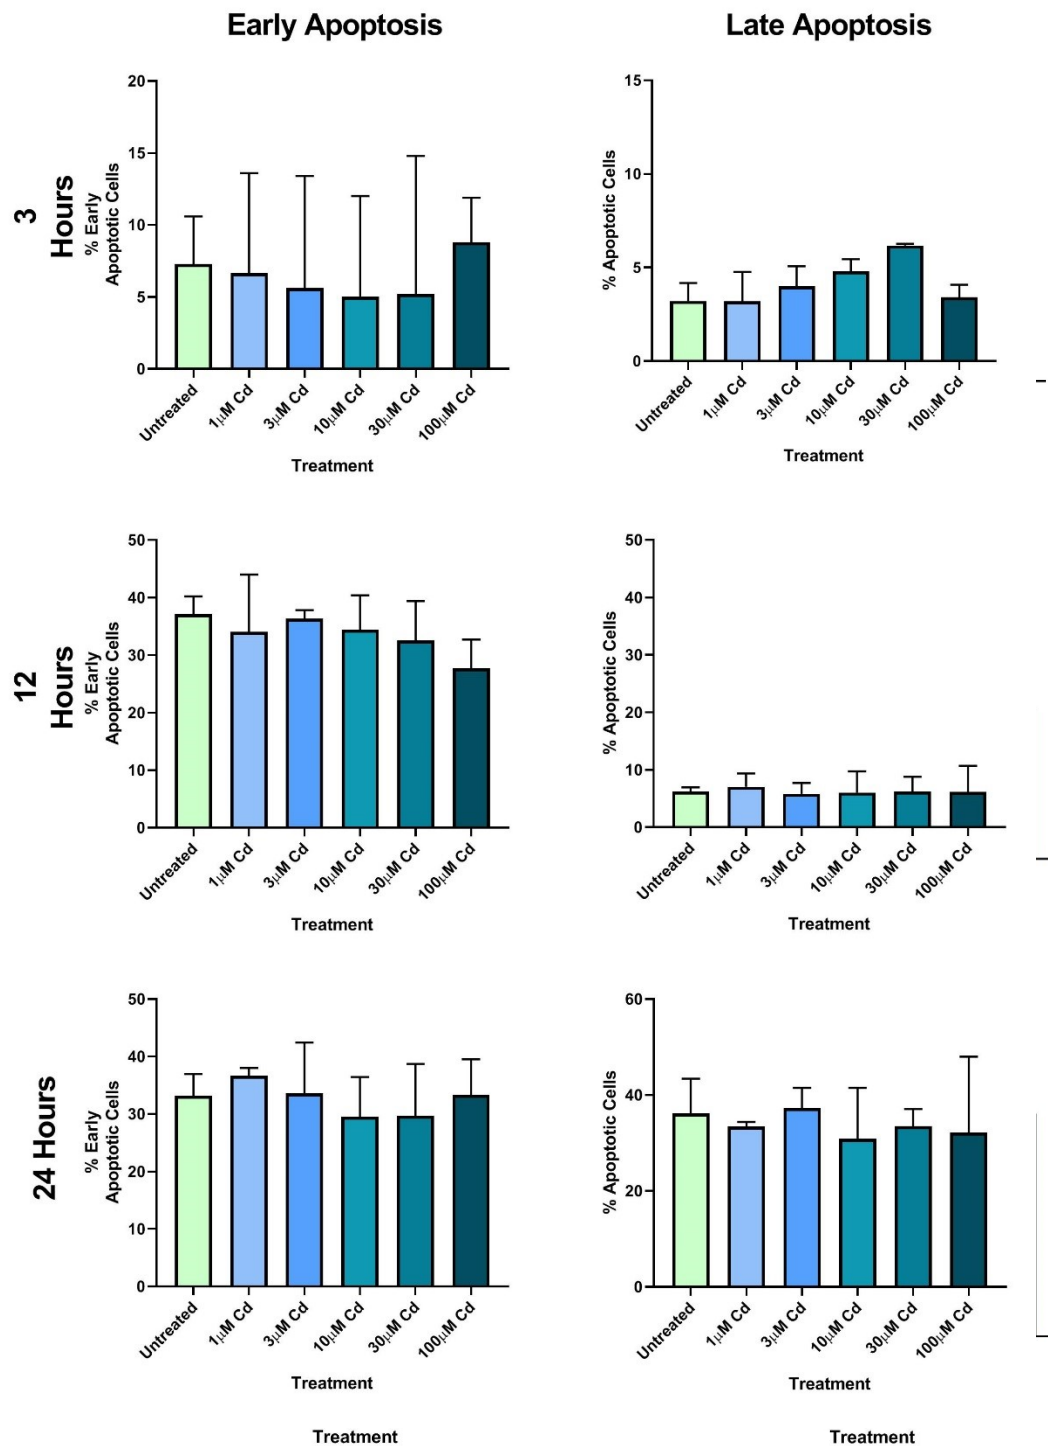 Early Apoptosis
Late Apoptosis
3
Hours
% Early
Apoptotic Cells
20
15
10
5
0
Untreated
1μM Cd
3μM Cd
10μM Cd
30μM Cd
100μM Cd
Treatment
% Apoptotic Cells
15
10
5
0
Untreated
1μM Cd
3μM Cd
10μM Cd
30μM Cd
100μM Cd
Treatment
12
Hours
% Early
Apoptotic Cells
50
40
30
20
10
0
Untreated
1μM Cd
3μM Cd
10μM Cd
30μM Cd
100μM Cd
Treatment
% Apoptotic Cells
50
40
30
20
10
0
Untreated
1μM Cd
3μM Cd
10μM Cd
30μM Cd
100μM Cd
Treatment
24 Hours
% Early
Apoptotic Cells
50
40
30
20
10
0
Untreated
1μM Cd
3μM Cd
10μM Cd
30μM Cd
100μM Cd
Treatment
% Apoptotic Cells
60
40
20
0
Untreated
1μM Cd
3μM Cd
10μM Cd
30μM Cd
100μM Cd
Treatment
Treatment
Treatment